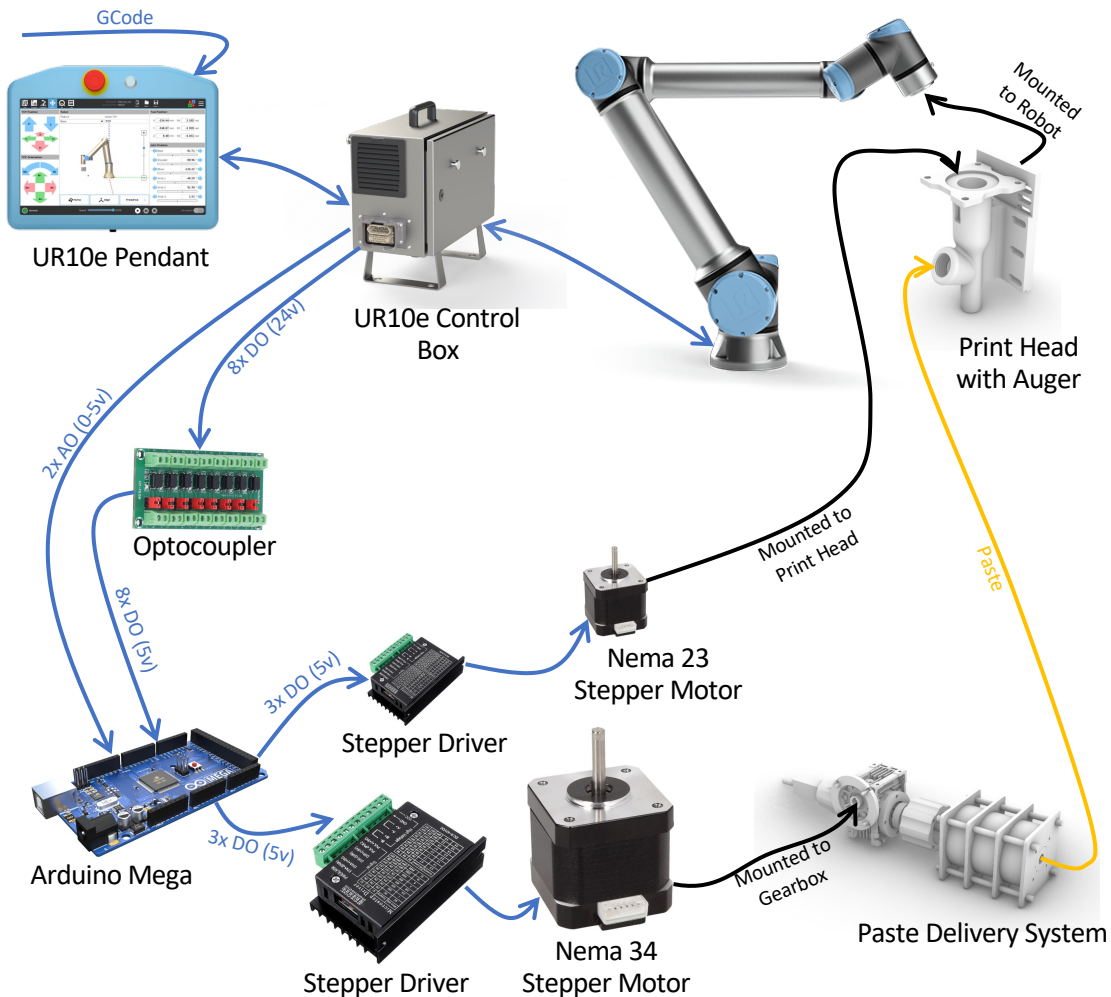 GCode
UR10e Pendant
UR10e Control
Box
Mounted
to Robot
Print Head
with Auger
8x DO (24v)
2x AO (0-5v)
Optocoupler
8x DO (5v)
Mounted to
Print Head
Paste
Nema 23
Stepper Motor
3x DO (5v)
Stepper Driver
MEGA
Arduino Mega
3x DO (5v)
Stepper Driver
Nema 34
Stepper Motor
Mounted to
Gearbox
Paste Delivery System